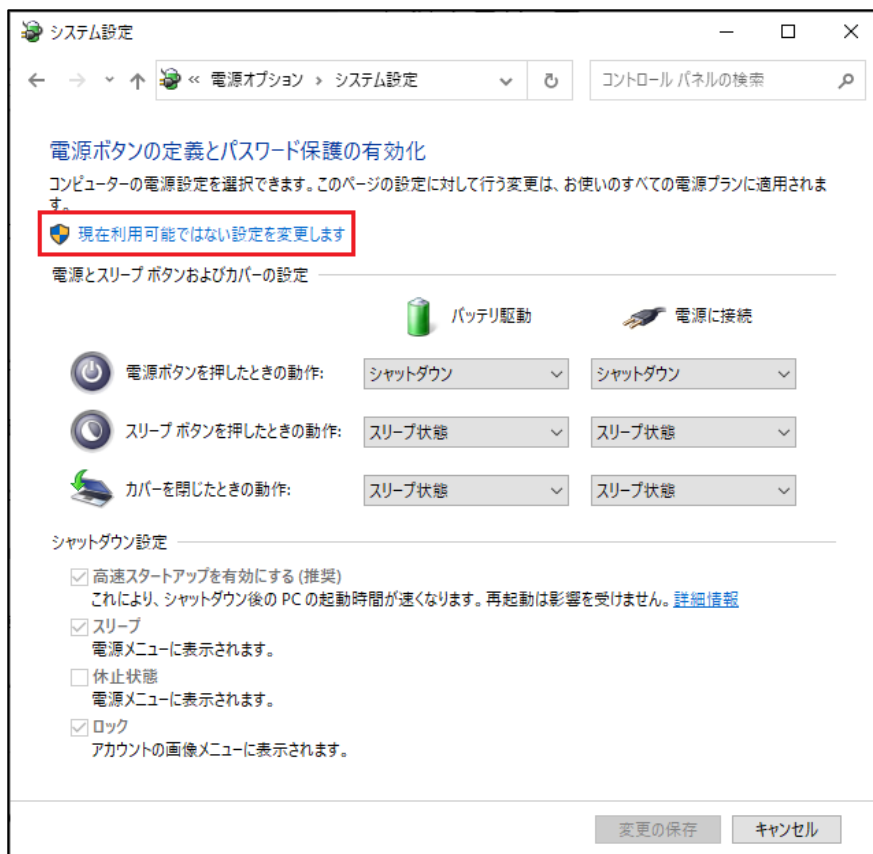 システム設定
« 電源オプション › システム設定
コントロール パネルの検索
電源ボタンの定義とパスワード保護の有効化
コンピューターの電源設定を選択できます。このページの設定に対して行う変更は、お使いのすべての電源プランに適用されま
す。
現在利用可能ではない設定を変更します
電源とスリープ ボタンおよびカバーの設定
バッテリ駆動 電源に接続
電源ボタンを押したときの動作: シャットダウン シャットダウン
スリープ ボタンを押したときの動作: スリープ状態 スリープ状態
カバーを閉じたときの動作: スリープ状態 スリープ状態
シャットダウン設定
高速スタートアップを有効にする (推奨)
これにより、シャットダウン後の PC の起動時間が速くなります。再起動は影響を受けません。詳細情報
スリープ
電源メニューに表示されます。
休止状態
電源メニューに表示されます。
ロック
アカウントの画像メニューに表示されます。
変更の保存 キャンセル